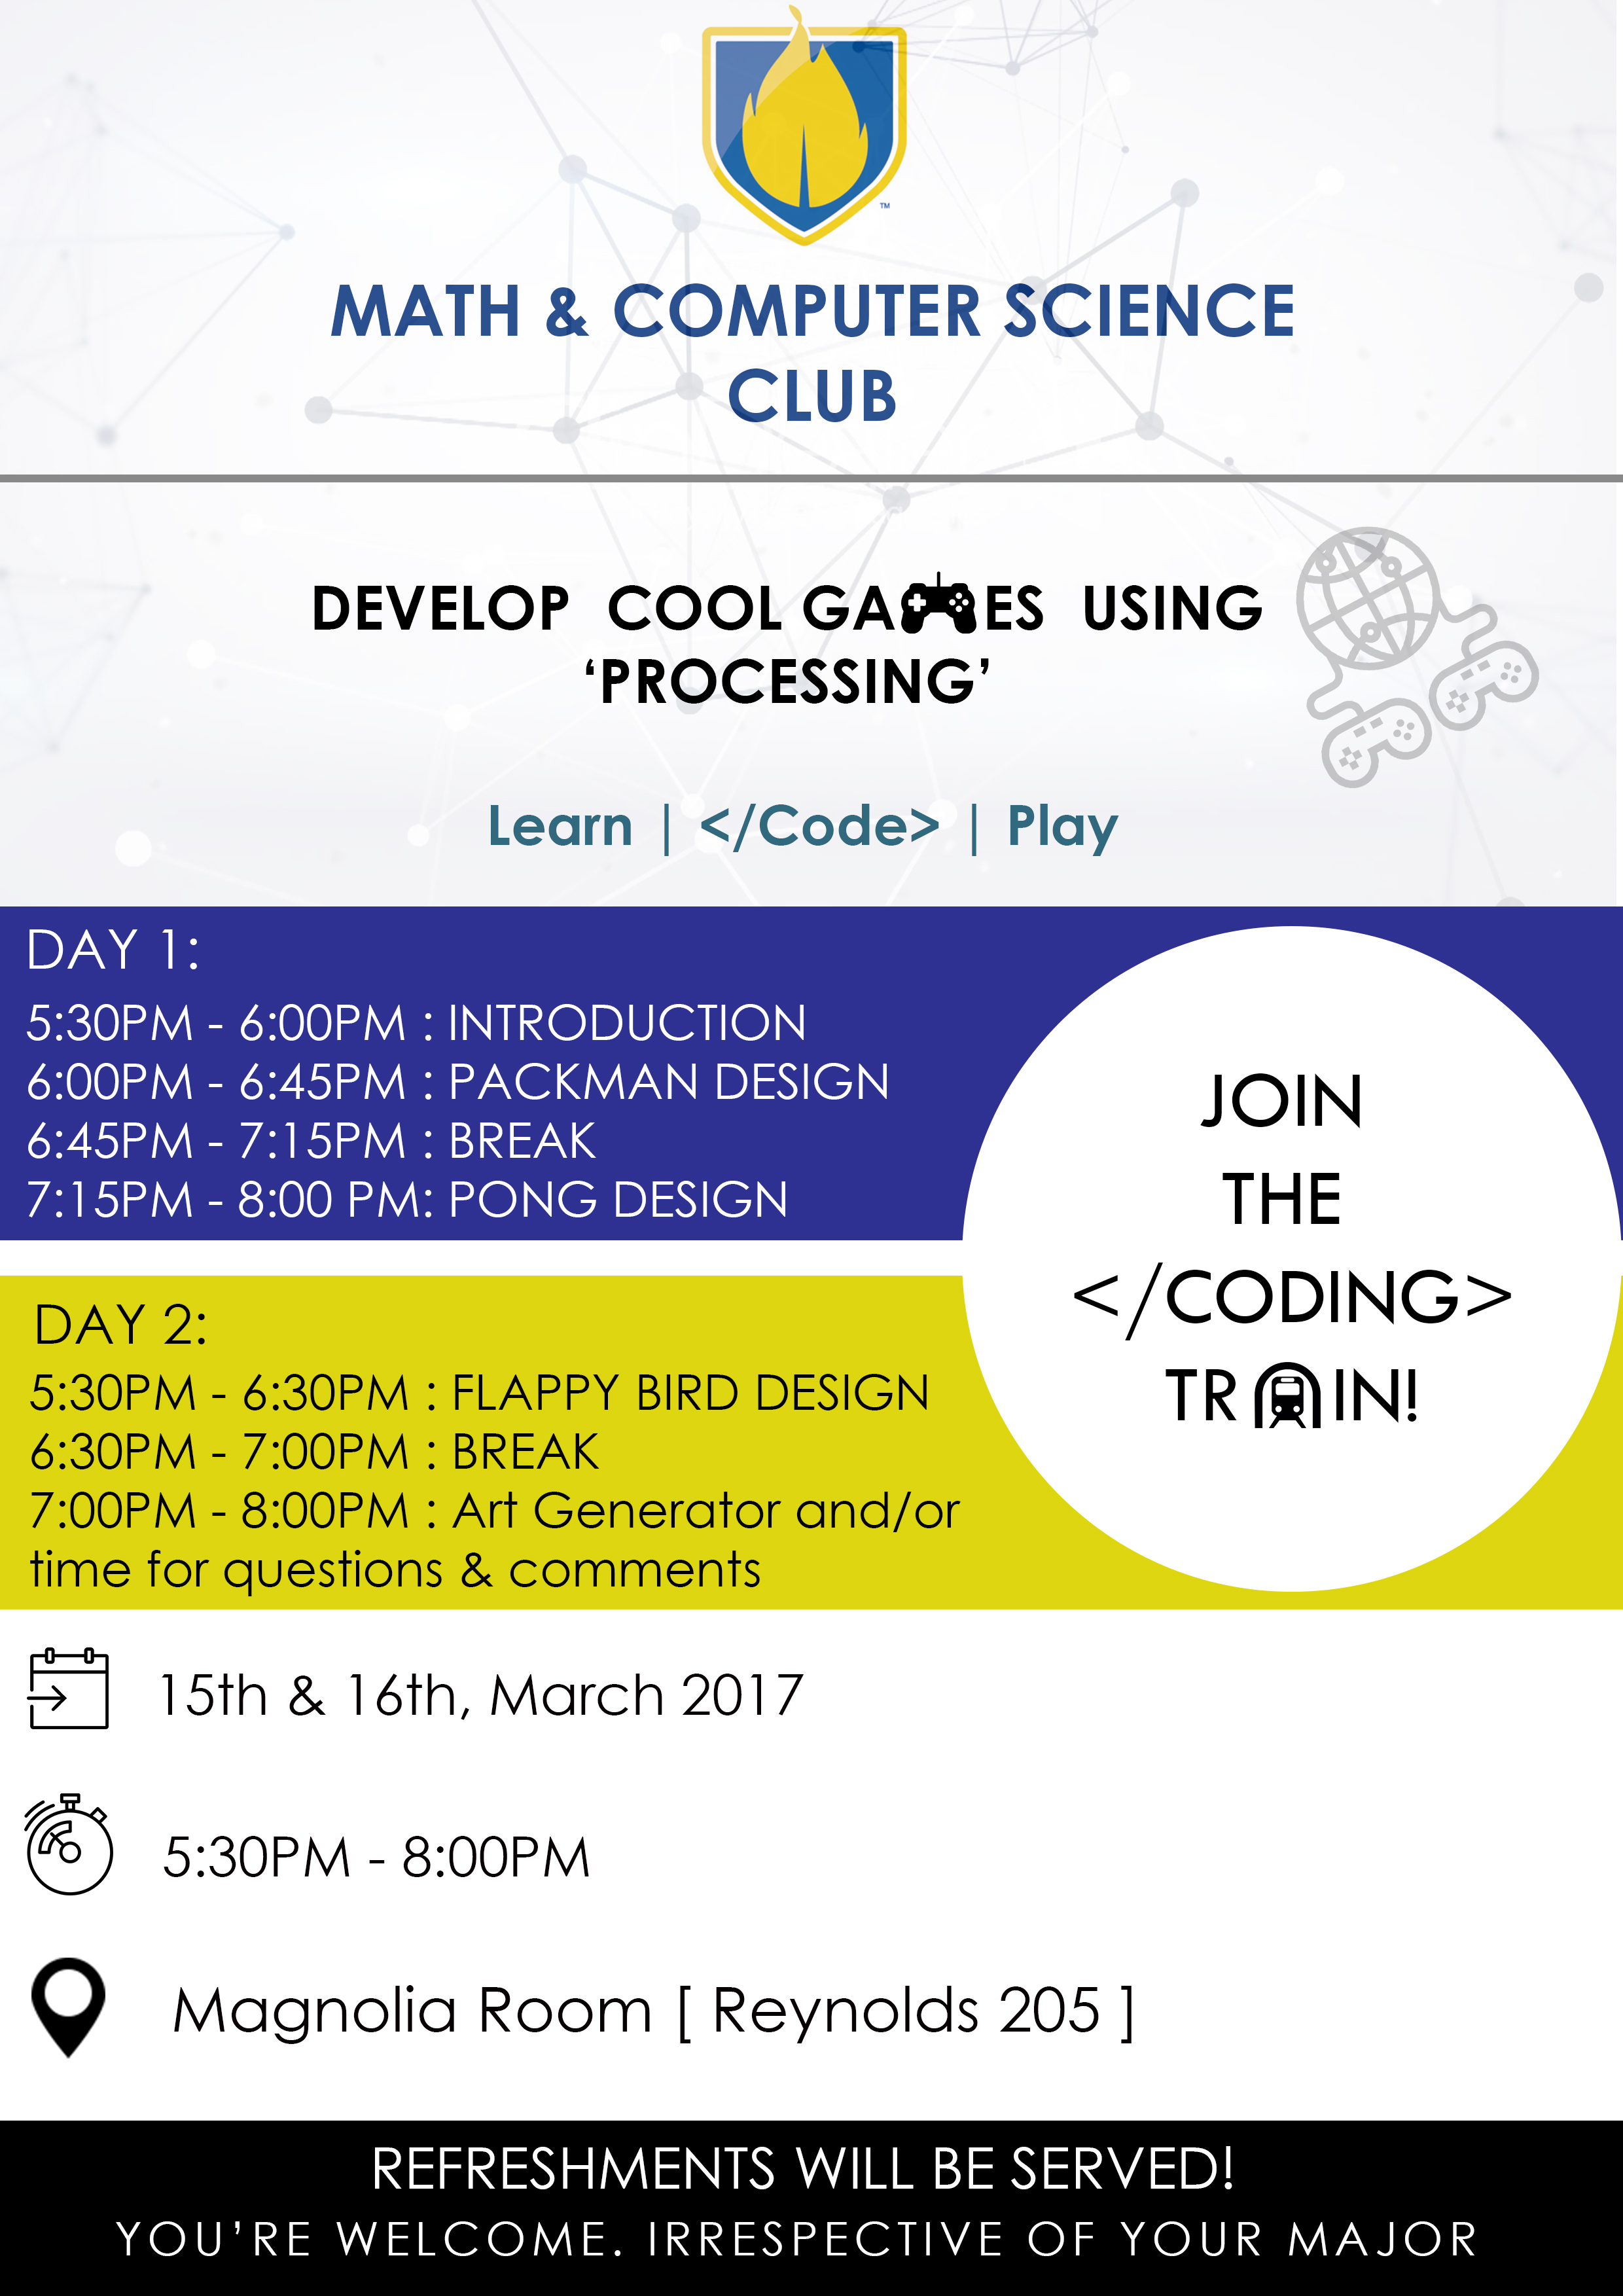 TM
MATH & COMPUTER SCIENCE
CLUB
DEVELOP COOL GAMES USING
‘PROCESSING’
Learn | </Code> | Play
DAY 1:
5:30PM - 6:00PM : INTRODUCTION
6:00PM - 6:45PM : PACKMAN DESIGN
6:45PM - 7:15PM : BREAK
7:15PM - 8:00 PM: PONG DESIGN
JOIN
THE
</CODING>
TRAIN!
DAY 2:
5:30PM - 6:30PM : FLAPPY BIRD DESIGN
6:30PM - 7:00PM : BREAK
7:00PM - 8:00PM : Art Generator and/or
time for questions & comments
15th & 16th, March 2017
5:30PM - 8:00PM
Magnolia Room [ Reynolds 205 ]
REFRESHMENTS WILL BE SERVED!
YOU’RE WELCOME. IRRESPECTIVE OF YOUR MAJOR